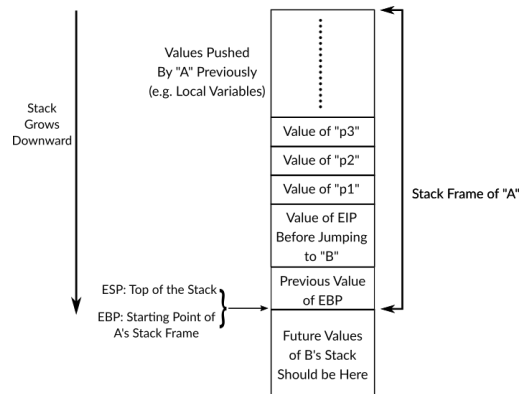 Values Pushed
By "A" Previously
(e.g. Local Variables)
Stack
Grows
Downward
Value of "p3"
Value of "p2"
Value of "p1"
Stack Frame of "A"
Value of EIP
Before Jumping
to "B"
Previous Value
of EBP
ESP: Top of the Stack
EBP: Starting Point of
A's Stack Frame
Future Values
of B's Stack
Should be Here